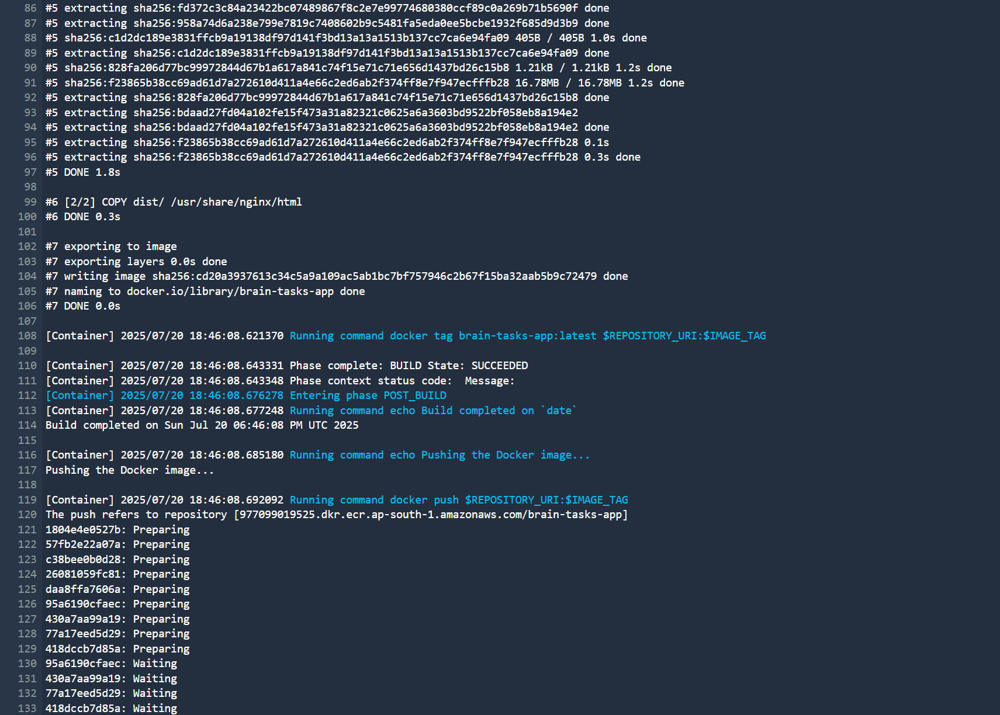 86 #5 extracting sha256:fd372c3c84a23422bc07489867f8c2e7e99774680380ccf89c0a269b71b5690f done
87 #5 extracting sha256:958a74d6a238e799e7819c7408602b9c5481fa5eda0ee5bcbe1932f685d9d3b9 done
88 #5 sha256:c1d2dc189e3831ffcb9a19138df97d141f3bd13a13a1513b137cc7ca6e94fa09 405B / 405B 1.0s done
89 #5 extracting sha256:c1d2dc189e3831ffcb9a19138df97d141f3bd13a13a1513b137cc7ca6e94fa09 done
90 #5 sha256:828fa206d77bc99972844d67b1a617a841c74f15e71c71e656d1437bd26c15b8 1.21kB / 1.21kB 1.2s done
91 #5 sha256:f23865b38cc69ad61d7a272610d411a4e66c2ed6ab2f374ff8e7f947ecfffb28 16.78MB / 16.78MB 1.2s done
92 #5 extracting sha256:828fa206d77bc99972844d67b1a617a841c74f15e71c71e656d1437bd26c15b8 done
93 #5 extracting sha256:bdaad27fd04a102fe15f473a31a82321c0625a6a3603bd9522bf058eb8a194e2
94 #5 extracting sha256:bdaad27fd04a102fe15f473a31a82321c0625a6a3603bd9522bf058eb8a194e2 done
95 #5 extracting sha256:f23865b38cc69ad61d7a272610d411a4e66c2ed6ab2f374ff8e7f947ecfffb28 0.1s
96 #5 extracting sha256:f23865b38cc69ad61d7a272610d411a4e66c2ed6ab2f374ff8e7f947ecfffb28 0.3s done
97 #5 DONE 1.8s
98
99 #6 [2/2] COPY dist/ /usr/share/nginx/html
100 #6 DONE 0.3s
101
102 #7 exporting to image
103 #7 exporting layers 0.0s done
104 #7 writing image sha256:cd20a3937613c34c5a9a109ac5ab1bc7bf757946c2b67f15ba32aab5b9c72479 done
105 #7 naming to docker.io/library/brain-tasks-app done
106 #7 DONE 0.0s
107
108 [Container] 2025/07/20 18:46:08.621370 Running command docker tag brain-tasks-app:latest $REPOSITORY_URI:$IMAGE_TAG
109
110 [Container] 2025/07/20 18:46:08.643331 Phase complete: BUILD State: SUCCEEDED
111 [Container] 2025/07/20 18:46:08.643348 Phase context status code:  Message:
112 [Container] 2025/07/20 18:46:08.676278 Entering phase POST_BUILD
113 [Container] 2025/07/20 18:46:08.677248 Running command echo Build completed on `date`
114 Build completed on Sun Jul 20 06:46:08 PM UTC 2025
115
116 [Container] 2025/07/20 18:46:08.685180 Running command echo Pushing the Docker image...
117 Pushing the Docker image...
118
119 [Container] 2025/07/20 18:46:08.692092 Running command docker push $REPOSITORY_URI:$IMAGE_TAG
120 The push refers to repository [977099019525.dkr.ecr.ap-south-1.amazonaws.com/brain-tasks-app]
121 1804e4e0527b: Preparing
122 57fb2e22a07a: Preparing
123 c38bee0b0d28: Preparing
124 26081059fc81: Preparing
125 daa8ffa7606a: Preparing
126 95a6190cfaec: Preparing
127 430a7aa99a19: Preparing
128 77a17eed5d29: Preparing
129 418dccb7d85a: Preparing
130 95a6190cfaec: Waiting
131 430a7aa99a19: Waiting
132 77a17eed5d29: Waiting
133 418dccb7d85a: Waiting